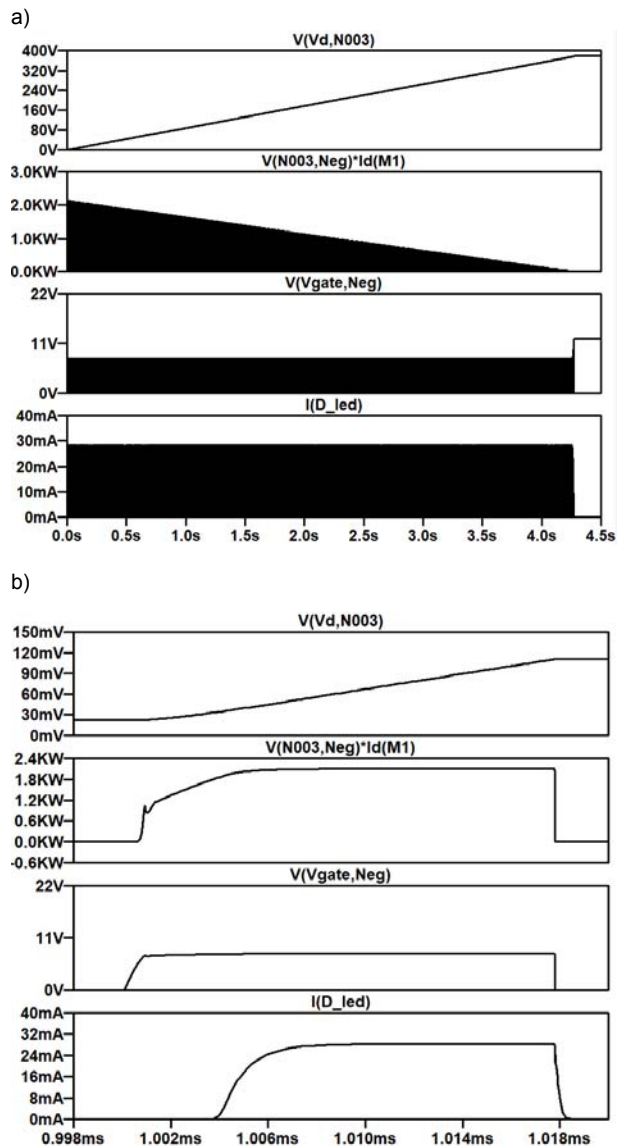 a)
V(Vd,N003)
400V
320V
240V
160V
80V
0V
V(N003,Neg)*Id(M1)
3.0KW
2.0KW
1.0KW
0.0KW
V(Vgate,Neg)
22V
11V
0V
I(D_led)
40mA
30mA
20mA
10mA
0mA
0.0s 0.5s 1.0s 1.5s 2.0s 2.5s 3.0s 3.5s 4.0s 4.5s
b)
V(Vd,N003)
150mV
120mV
90mV
60mV
30mV
0mV
V(N003,Neg)*Id(M1)
2.4KW
1.8KW
1.2KW
0.6KW
0.0KW
-0.6KW
V(Vgate,Neg)
22V
11V
0V
I(D_led)
40mA
32mA
24mA
16mA
8mA
0mA
0.998ms 1.002ms 1.006ms 1.010ms 1.014ms 1.018ms